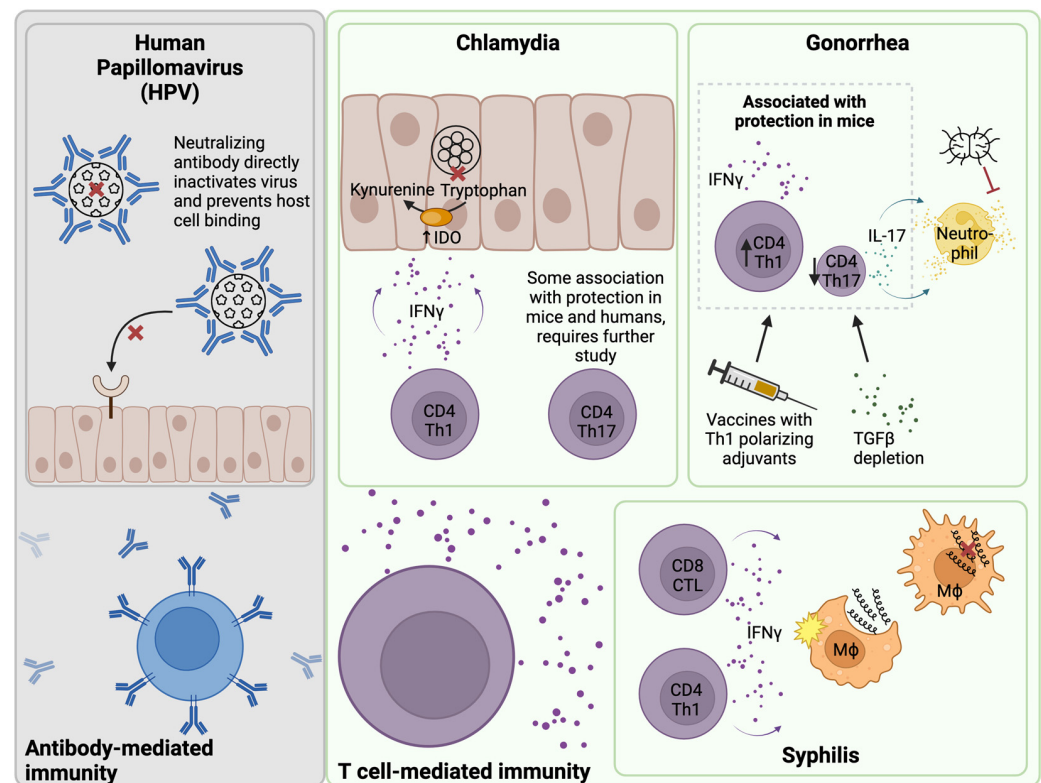 Human
Papillomavirus
(HPV)
Neutralizing
antibody directly
inactivates virus
and prevents host
cell binding
Antibody-mediated
immunity
Chlamydia
Kynurenine Tryptophan
↑IDO
IFNγ
Some association
with protection in
mice and humans,
requires further
study
CD4
Th1
CD4
Th17
Gonorrhea
Associated with
protection in mice
IFNγ
CD4
Th1
CD4
Th17
IL-17
Neutro-
phil
Vaccines with
Th1 polarizing
adjuvants
TGFβ
depletion
T cell-mediated immunity
CD8
CTL
IFNγ
CD4
Th1
Mϕ
Mϕ
Syphilis